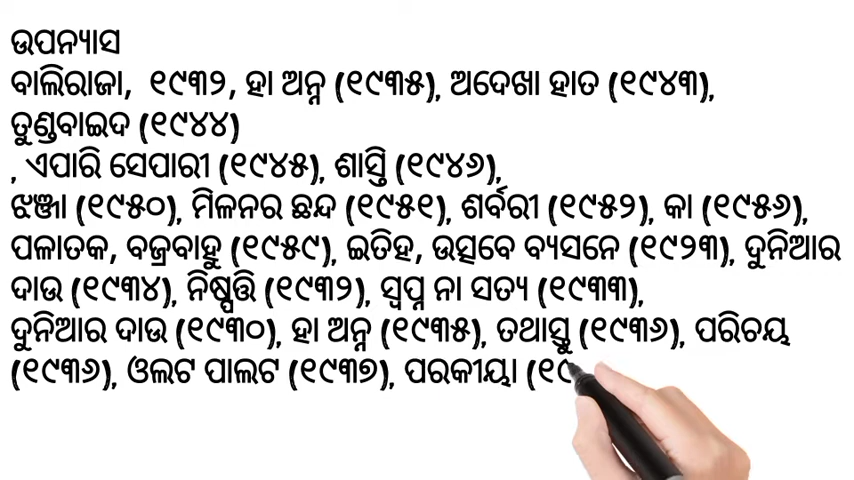 ଉପନ୍ୟାସ
ବାଲିରାଜା, ୧୯୩୨, ହା ଅନ୍ନ (୧୯୩୫), ଅଦେଖା ହାତ (୧୯୪୩),
ତୁଣ୍ଡବାଇଦ (୧୯୪୪)
, ଏପାରି ସେପାରୀ (୧୯୪୫), ଶାସ୍ତି (୧୯୪୬),
ଝଞ୍ଜା (୧୯୫୦), ମିଳନର ଛନ୍ଦ (୧୯୫୧), ଶର୍ବରୀ (୧୯୫୨), କା (୧୯୫୬),
ପଳାତକ, ବଜ୍ରବାହୁ (୧୯୫୯), ଇତିହ, ଉତ୍ସବେ ବ୍ୟସନେ (୧୯୨୩), ଦୁନିଆର
ଦାଉ (୧୯୩୪), ନିଷ୍ପତ୍ତି (୧୯୩୨), ସ୍ୱପ୍ନ ନା ସତ୍ୟ (୧୯୩୩),
ଦୁନିଆର ଦାଉ (୧୯୩୦), ହା ଅନ୍ନ (୧୯୩୫), ତଥାସ୍ତୁ (୧୯୩୬), ପରିଚୟ
(୧୯୩୬), ଓଲଟ ପାଲଟ (୧୯୩୭), ପରକୀୟା (୧୯